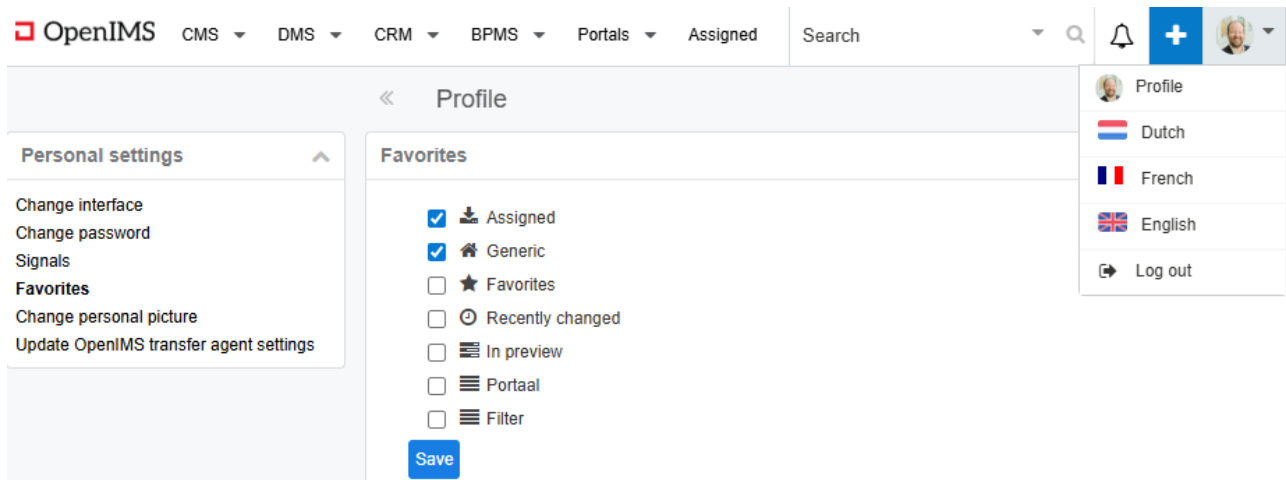 OpenIMS CMS DMS CRM BPMS Portals Assigned Search
Profile
Profile
Dutch
French
English
Log out
Personal settings
Change interface
Change password
Signals
Favorites
Change personal picture
Update OpenIMS transfer agent settings
Favorites
Assigned
Generic
Favorites
Recently changed
In preview
Portaal
Filter
Save